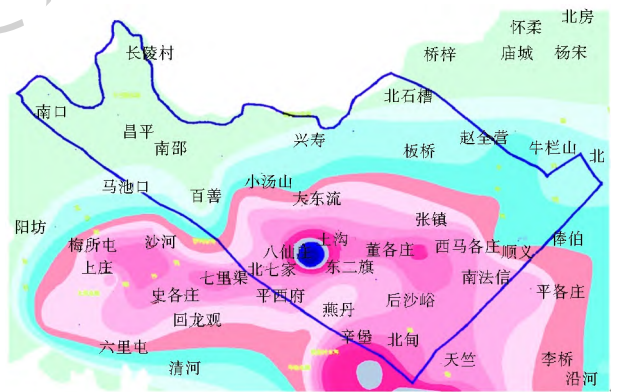 北房
怀柔
长陵村
桥梓
庙城
杨宋
北石槽
南口
昌平
南邵
兴寿
赵全营
板桥
牛栏山
北
马池口
百善
小汤山
大东流
张镇
阳坊
梅所屯
沙河
上庄
八仙
土沟
董各庄
西马各庄
顺义
俸伯
七里渠
北七家
东二旗
南法信
史各庄
平西府
燕丹
后沙峪
平各庄
回龙观
辛堡
北甸
六里屯
清河
天竺
李桥
沿河